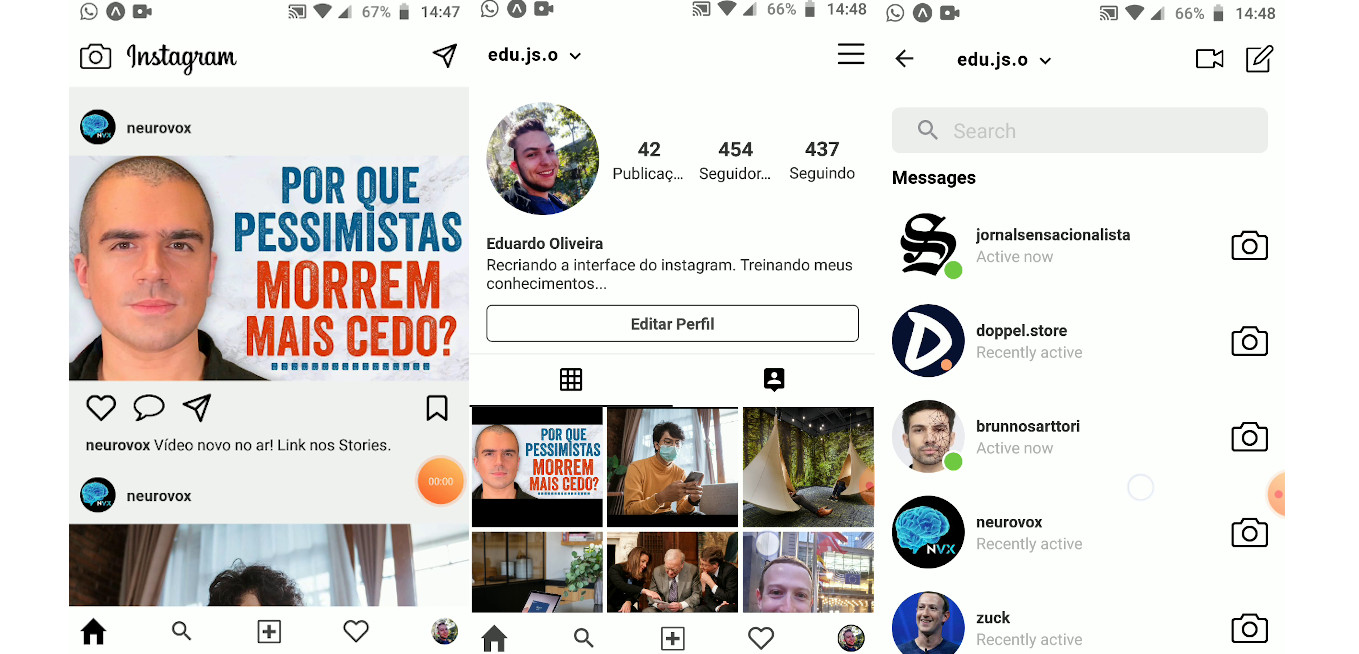 67% 14:47
Instagram
neurovox
NVX
POR QUE
PESSIMISTAS
MORREM
MAIS CEDO?
neurovox Vídeo novo no ar! Link nos Stories.
00:00
neurovox
NVX
66% 14:48
edu.js.o
42 454 437
Publicaç... Seguidor... Seguindo
Eduardo Oliveira
Recriando a interface do instagram. Treinando meus
conhecimentos...
Editar Perfil
POR QUE
PESSIMISTAS
MORREM
MAIS CEDO?
66% 14:48
edu.js.o
Search
Messages
jornalsensacionalista
Active now
doppel.store
Recently active
brunnosarttori
Active now
neurovox
NVX
Recently active
zuck
Recently active